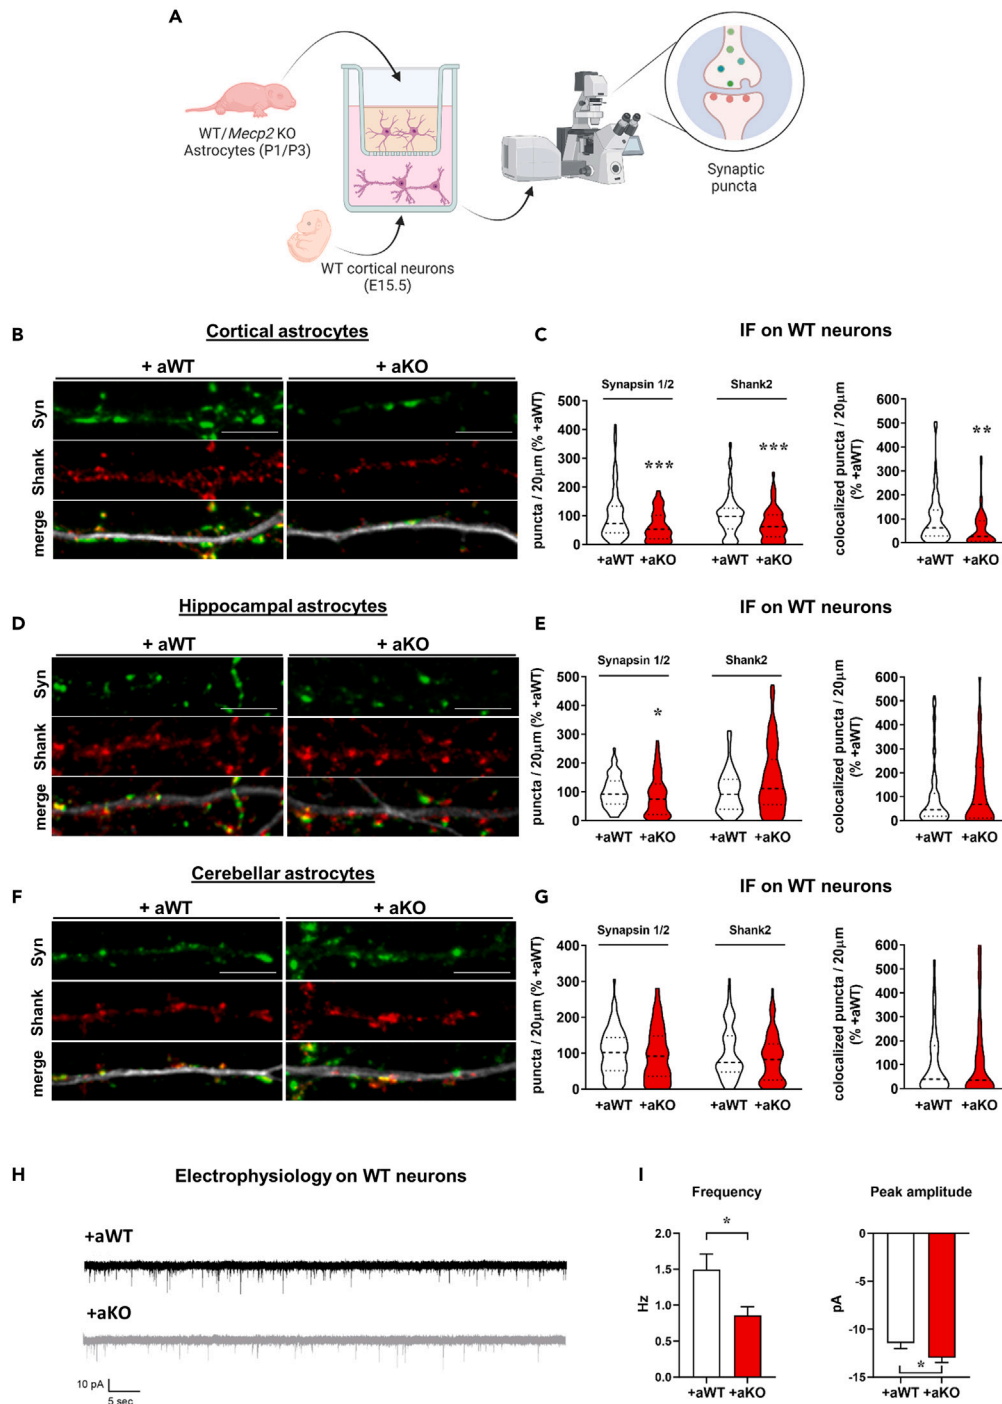 A
WT/Mecp2 KO
Astrocytes (P1/P3)
WT cortical neurons
(E15.5)
Synaptic
puncta
B
Cortical astrocytes
+ aWT
+ aKO
Syn
Shank
merge
C
IF on WT neurons
Synapsin 1/2
Shank2
puncta / 20µm (% +aWT)
500
400
300
200
100
0
***
***
+aWT +aKO
+aWT +aKO
colocalized puncta / 20µm
(% +aWT)
600
500
400
300
200
100
0
**
+aWT +aKO
D
Hippocampal astrocytes
+ aWT
+ aKO
Syn
Shank
merge
E
IF on WT neurons
Synapsin 1/2
Shank2
puncta / 20µm (% +aWT)
500
400
300
200
100
0
*
+aWT +aKO
+aWT +aKO
colocalized puncta / 20µm
(% +aWT)
600
500
400
300
200
100
0
+aWT +aKO
F
Cerebellar astrocytes
+ aWT
+ aKO
Syn
Shank
merge
G
IF on WT neurons
Synapsin 1/2
Shank2
puncta / 20µm (% +aWT)
400
300
200
100
0
+aWT +aKO
+aWT +aKO
colocalized puncta / 20µm
(% +aWT)
600
500
400
300
200
100
0
+aWT +aKO
H
Electrophysiology on WT neurons
+aWT
+aKO
10 pA
5 sec
I
Frequency
Hz
2.0
1.5
1.0
0.5
0.0
*
+aWT +aKO
Peak amplitude
pA
0
-5
-10
-15
*
+aWT +aKO